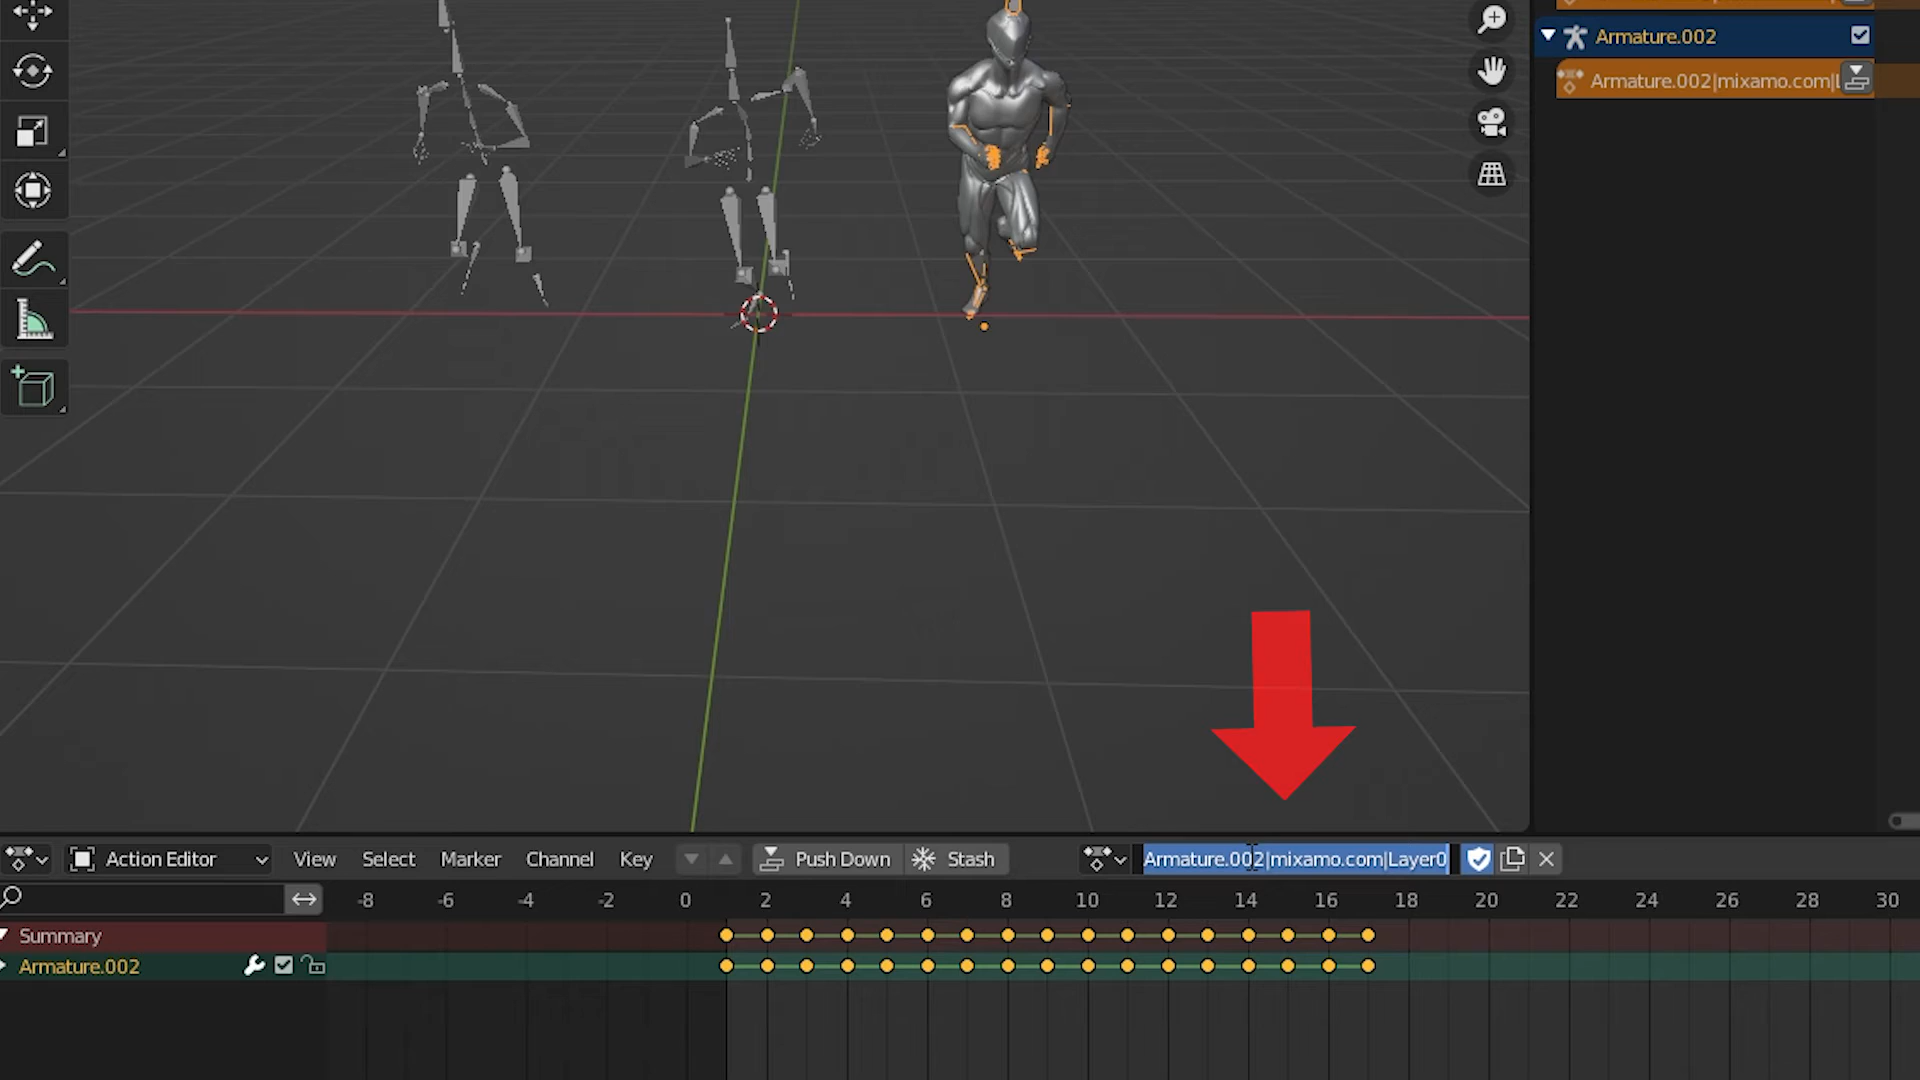 Armature.002
Armature.002|mixamo.com|L
Action Editor View Select Marker Channel Key Push Down Stash Armature.002|mixamo.com|Layer0
-8 -6 -4 -2 0 2 4 6 8 10 12 14 16 18 20 22 24 26 28 30
Summary
Armature.002